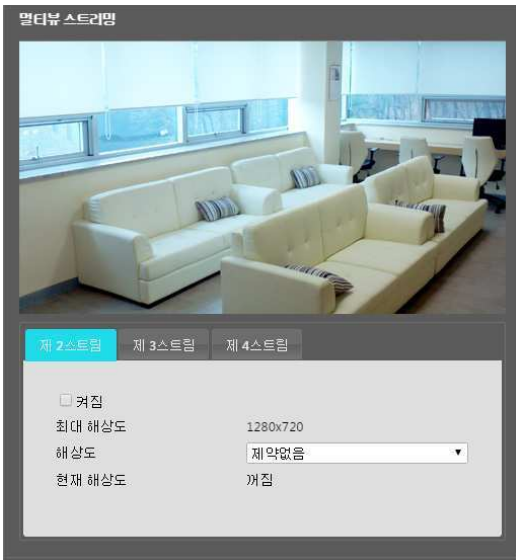 멀티뷰 스트리밍
제 2스트림 제 3스트림 제 4스트림
켜짐
최대 해상도 1280x720
해상도 제약없음
현재 해상도 꺼짐